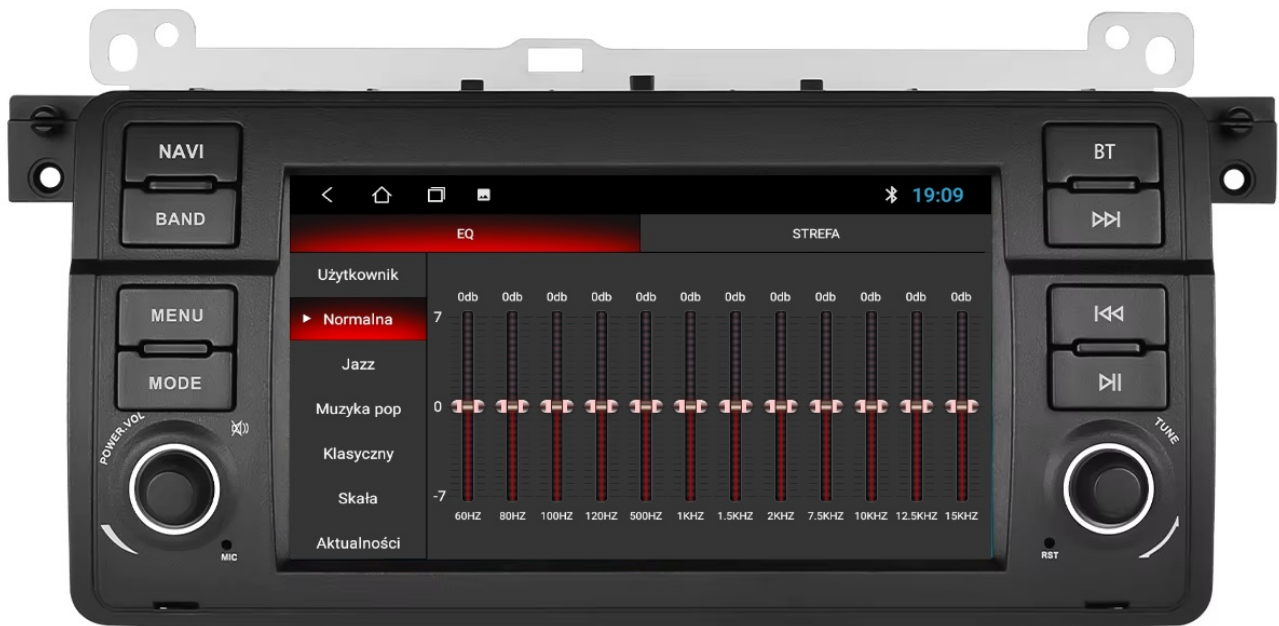 NAVI
BAND
MENU
MODE
POWER.VOL
MIC
19:09
EQ STREFA
Użytkownik
Normalna
Jazz
Muzyka pop
Klasyczny
Skała
Aktualności
0db 0db 0db 0db 0db 0db 0db 0db 0db 0db 0db 0db
7
0
-7
60HZ 80HZ 100HZ 120HZ 500HZ 1KHZ 1.5KHZ 2KHZ 7.5KHZ 10KHZ 12.5KHZ 15KHZ
BT
TUNE
RST